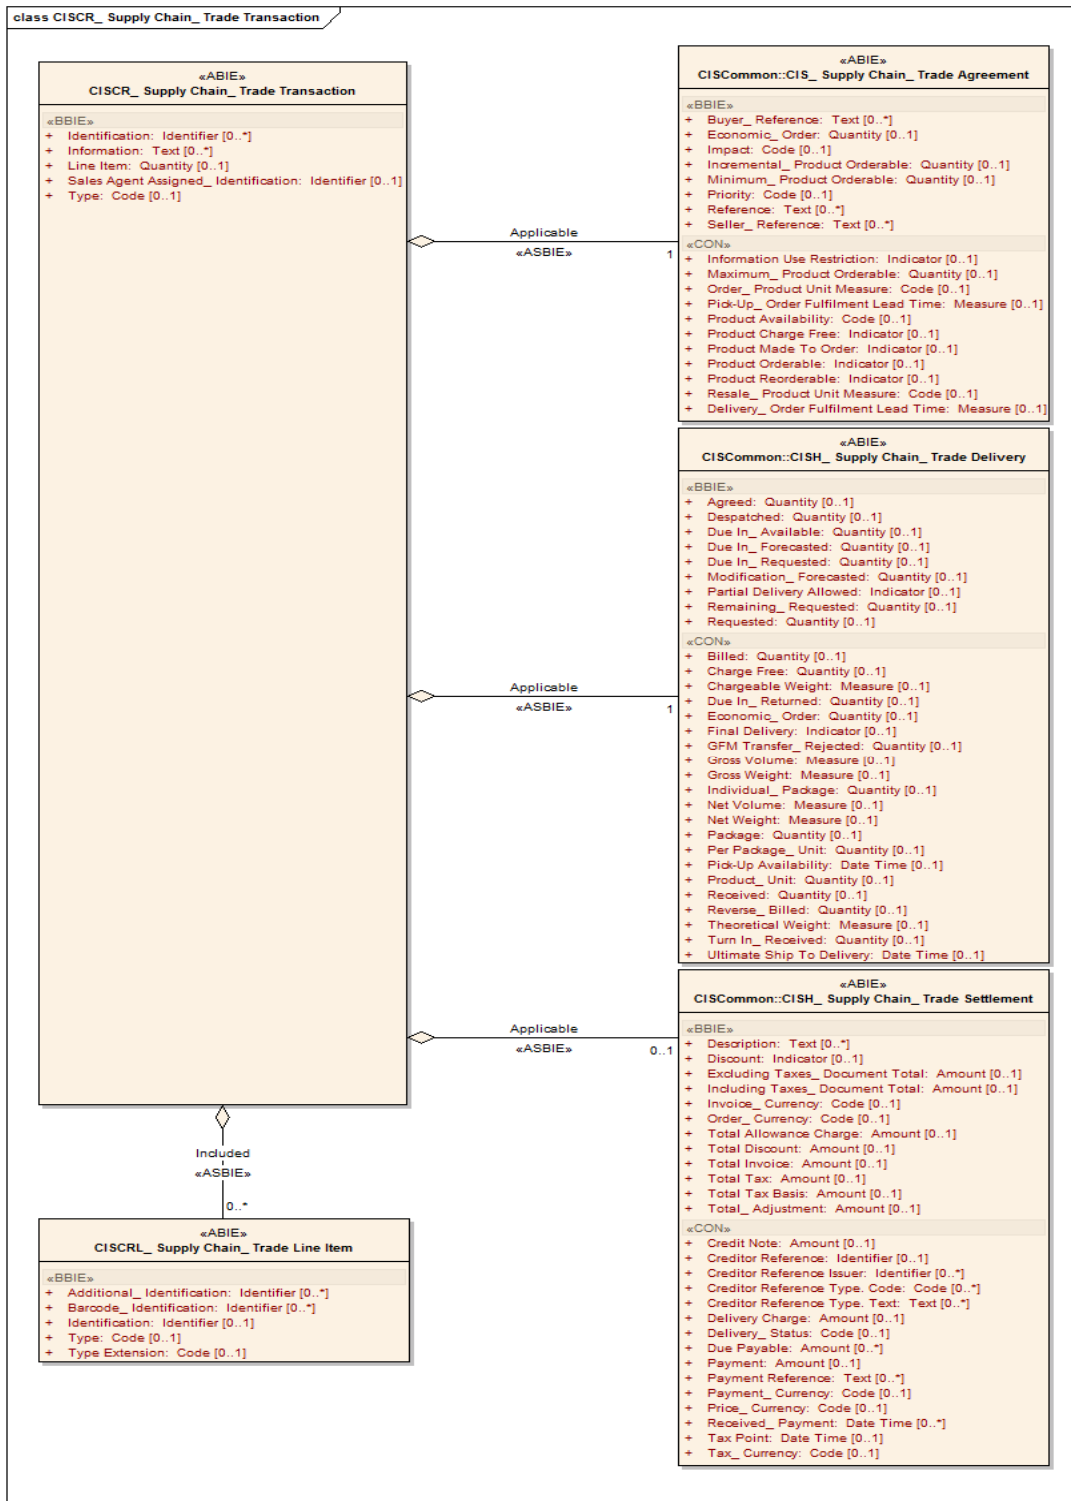 class CISCR_ Supply Chain_ Trade Transaction
«ABIE»
CISCR_ Supply Chain_ Trade Transaction
«BBIE»
+ Identification: Identifier [0..*]
+ Information: Text [0..*]
+ Line Item: Quantity [0..1]
+ Sales Agent Assigned_ Identification: Identifier [0..1]
+ Type: Code [0..1]
«ABIE»
CISCommon::CIS_ Supply Chain_ Trade Agreement
«BBIE»
+ Buyer_ Reference: Text [0..*]
+ Economic_ Order: Quantity [0..1]
+ Impact: Code [0..1]
+ Incremental_ Product Orderable: Quantity [0..1]
+ Minimum_ Product Orderable: Quantity [0..1]
+ Priority: Code [0..1]
+ Reference: Text [0..*]
+ Seller_ Reference: Text [0..*]
«CON»
+ Information Use Restriction: Indicator [0..1]
+ Maximum_ Product Orderable: Quantity [0..1]
+ Order_ Product Unit Measure: Code [0..1]
+ Pick-Up_ Order Fulfilment Lead Time: Measure [0..1]
+ Product Availability: Code [0..1]
+ Product Charge Free: Indicator [0..1]
+ Product Made To Order: Indicator [0..1]
+ Product Orderable: Indicator [0..1]
+ Product Reorderable: Indicator [0..1]
+ Resale_ Product Unit Measure: Code [0..1]
+ Delivery_ Order Fulfilment Lead Time: Measure [0..1]
Applicable
«ASBIE»
1
«ABIE»
CISCommon::CISH_ Supply Chain_ Trade Delivery
«BBIE»
+ Agreed: Quantity [0..1]
+ Despatched: Quantity [0..1]
+ Due In_ Available: Quantity [0..1]
+ Due In_ Forecasted: Quantity [0..1]
+ Due In_ Requested: Quantity [0..1]
+ Modification_ Forecasted: Quantity [0..1]
+ Partial Delivery Allowed: Indicator [0..1]
+ Remaining_ Requested: Quantity [0..1]
+ Requested: Quantity [0..1]
«CON»
+ Billed: Quantity [0..1]
+ Charge Free: Quantity [0..1]
+ Chargeable Weight: Measure [0..1]
+ Due In_ Returned: Quantity [0..1]
+ Economic_ Order: Quantity [0..1]
+ Final Delivery: Indicator [0..1]
+ GFM Transfer_ Rejected: Quantity [0..1]
+ Gross Volume: Measure [0..1]
+ Gross Weight: Measure [0..1]
+ Individual_ Package: Quantity [0..1]
+ Net Volume: Measure [0..1]
+ Net Weight: Measure [0..1]
+ Package: Quantity [0..1]
+ Per Package_ Unit: Quantity [0..1]
+ Pick-Up Availability: Date Time [0..1]
+ Product_ Unit: Quantity [0..1]
+ Received: Quantity [0..1]
+ Reverse_ Billed: Quantity [0..1]
+ Theoretical Weight: Measure [0..1]
+ Turn In_ Received: Quantity [0..1]
+ Ultimate Ship To Delivery: Date Time [0..1]
Applicable
«ASBIE»
1
«ABIE»
CISCommon::CISH_ Supply Chain_ Trade Settlement
«BBIE»
+ Description: Text [0..*]
+ Discount: Indicator [0..1]
+ Excluding Taxes_ Document Total: Amount [0..1]
+ Including Taxes_ Document Total: Amount [0..1]
+ Invoice_ Currency: Code [0..1]
+ Order_ Currency: Code [0..1]
+ Total Allowance Charge: Amount [0..1]
+ Total Discount: Amount [0..1]
+ Total Invoice: Amount [0..1]
+ Total Tax: Amount [0..1]
+ Total Tax Basis: Amount [0..1]
+ Total_ Adjustment: Amount [0..1]
«CON»
+ Credit Note: Amount [0..1]
+ Creditor Reference: Identifier [0..1]
+ Creditor Reference Issuer: Identifier [0..*]
+ Creditor Reference Type. Code: Code [0..*]
+ Creditor Reference Type. Text: Text [0..*]
+ Delivery Charge: Amount [0..1]
+ Delivery_ Status: Code [0..1]
+ Due Payable: Amount [0..*]
+ Payment: Amount [0..1]
+ Payment Reference: Text [0..*]
+ Payment_ Currency: Code [0..1]
+ Price_ Currency: Code [0..1]
+ Received_ Payment: Date Time [0..*]
+ Tax Point: Date Time [0..1]
+ Tax_ Currency: Code [0..1]
Applicable
«ASBIE»
0..1
Included
«ASBIE»
0..*
«ABIE»
CISCRL_ Supply Chain_ Trade Line Item
«BBIE»
+ Additional_ Identification: Identifier [0..*]
+ Barcode_ Identification: Identifier [0..*]
+ Identification: Identifier [0..1]
+ Type: Code [0..1]
+ Type Extension: Code [0..1]